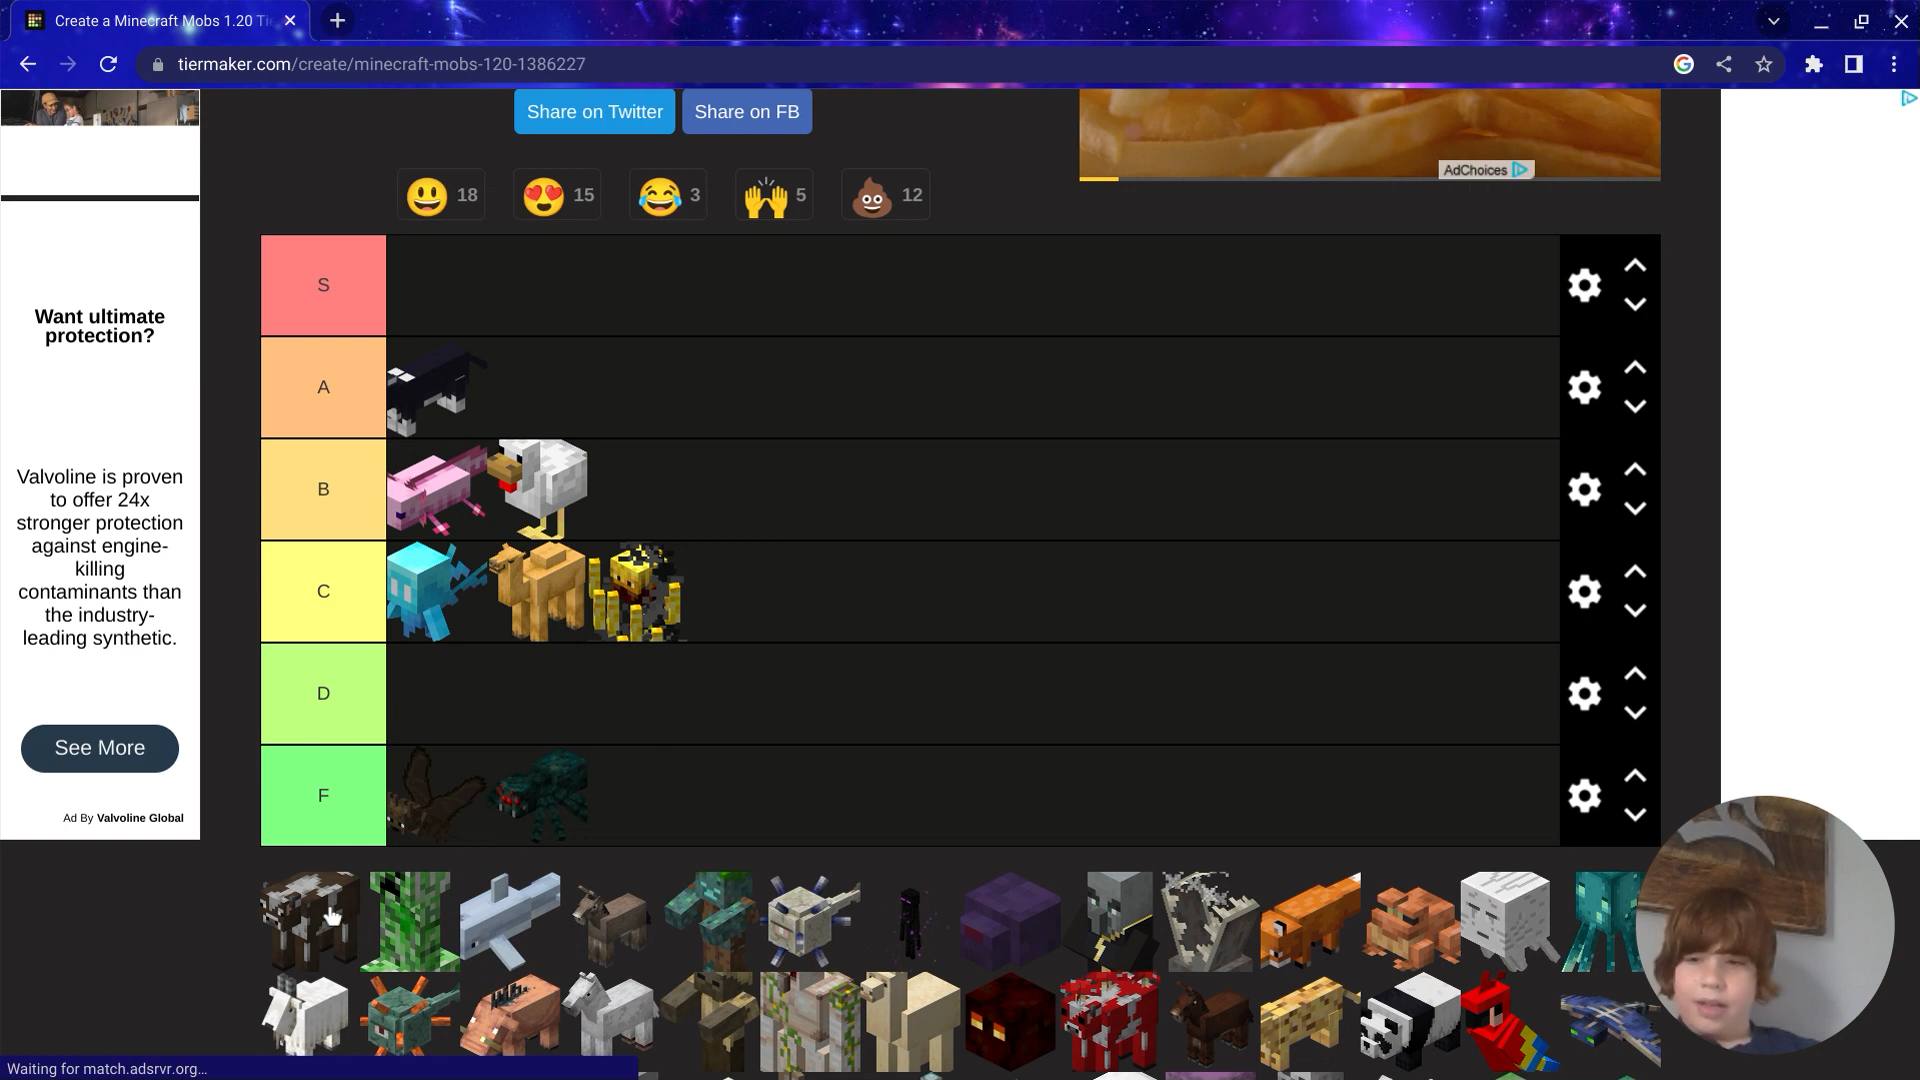 Create a Minecraft Mobs 1.20 Tie
tiermaker.com/create/minecraft-mobs-120-1386227
Share on Twitter
Share on FB
AdChoices
18
15
3
5
12
S
A
B
C
D
F
Want ultimate
protection?
Valvoline is proven
to offer 24x
stronger protection
against engine-
killing
contaminants than
the industry-
leading synthetic.
See More
Ad By Valvoline Global
Waiting for match.adsrvr.org...